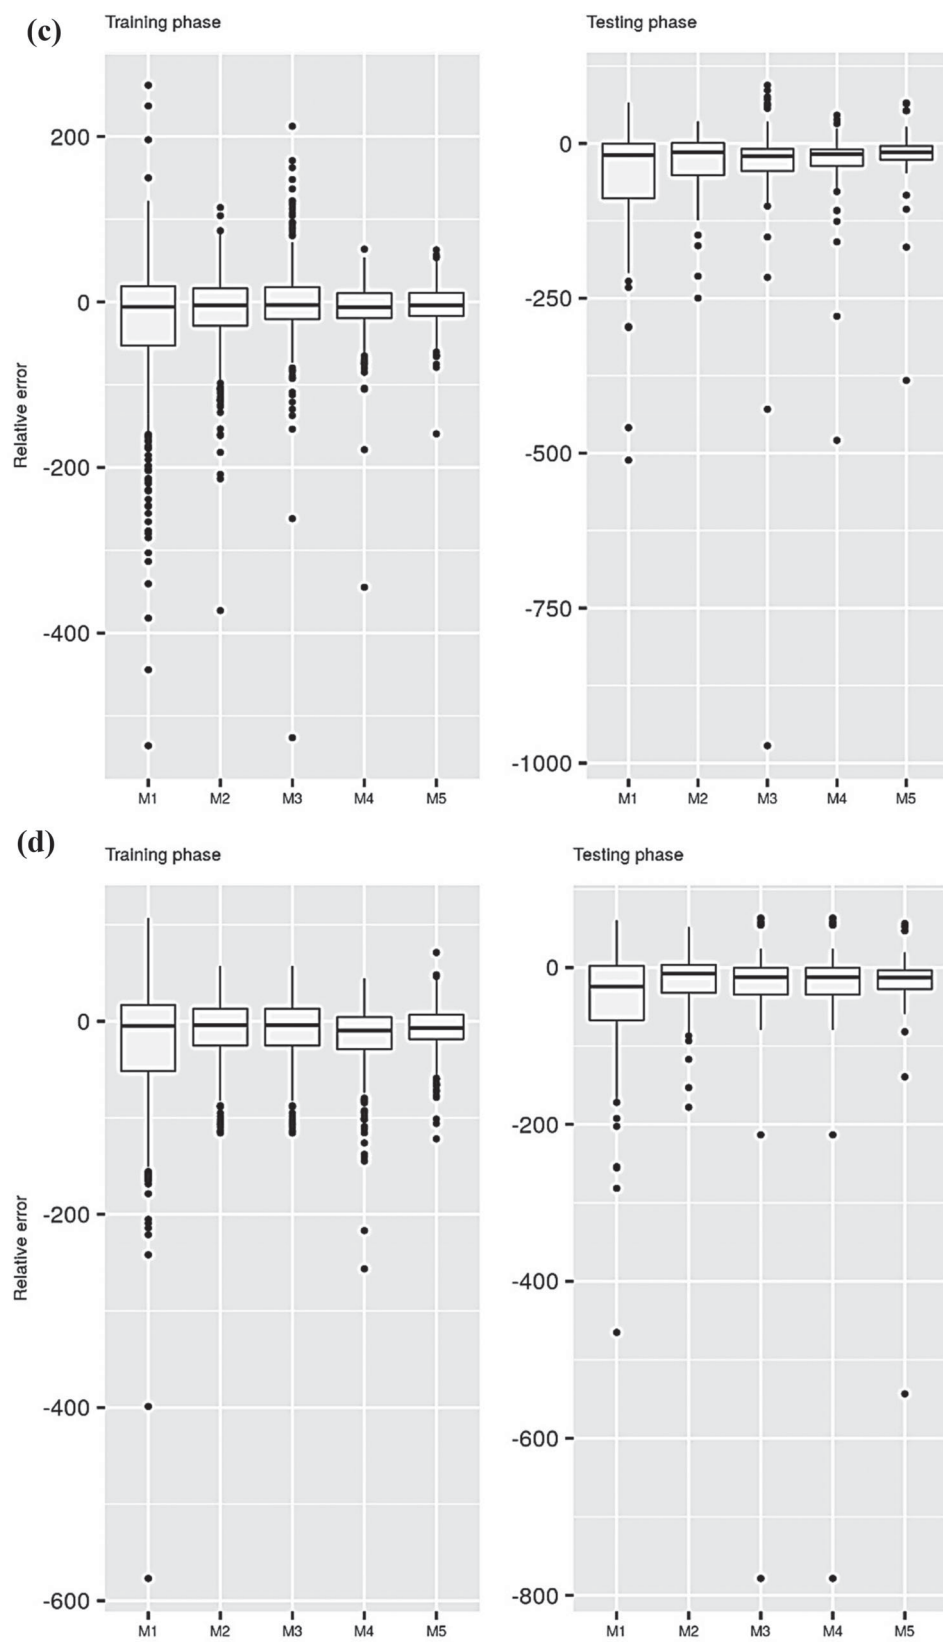 (c)
Training phase
Testing phase
Relative error
200
0
-200
-400
M1 M2 M3 M4 M5
0
-250
-500
-750
-1000
M1 M2 M3 M4 M5
(d)
Training phase
Testing phase
Relative error
0
-200
-400
-600
M1 M2 M3 M4 M5
0
-200
-400
-600
-800
M1 M2 M3 M4 M5